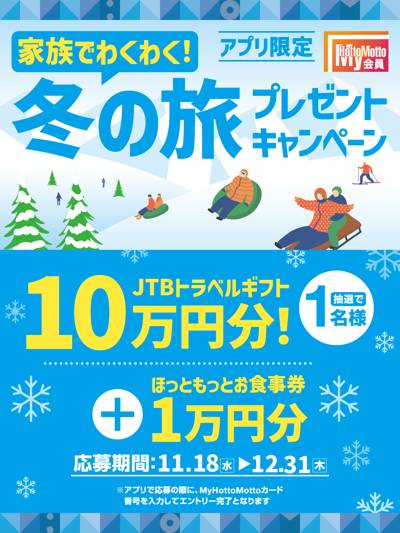 家族でわくわく!
アプリ限定
HottoMotto
My会員
冬の旅
プレゼント
キャンペーン
JTBトラベルギフト
10万円分!
抽選で
1名様
ほっともっとお食事券
+1万円分
応募期間:11.18水▶12.31木
※アプリで応募の際に、MyHottoMottoカード
番号を入力してエントリー完了となります